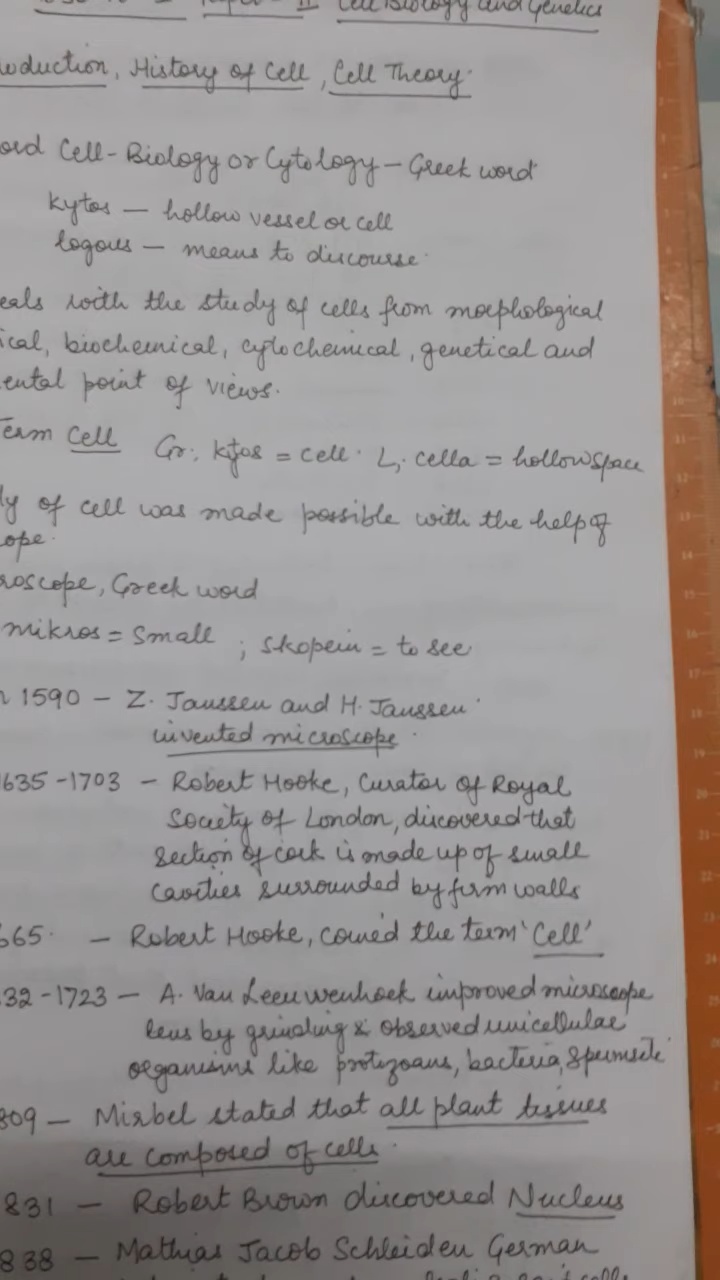 Paper - II Cell Biology and Genetics
oduction, History of Cell, Cell Theory.
ord Cell-Biology or Cytology - Greek word
kytos — hollow vessel or cell
logous — means to discourse.
eals with the study of cells from morphological
ical, biochemical, cytochemical, genetical and
ental point of views.
Term Cell Gr: kytos = cell. L. cella = hollow space
ly of cell was made possible with the help of
ope.
roscope, Greek word
mikros = small ; skopein = to see
1590 - Z. Janssen and H. Janssen
invented microscope.
635-1703 - Robert Hooke, Curator of Royal
Society of London, discovered that
section of cork is made up of small
cavities surrounded by firm walls
665. - Robert Hooke, coined the term 'Cell'
32-1723 - A. Van Leeuwenhoek improved microscope
lens by grinding & observed unicellular
organisms like protozoans, bacteria,
809 - Mirbel stated that all plant tissues
are composed of cells.
831 - Robert Brown discovered Nucleus
838 - Mathias Jacob Schleiden German